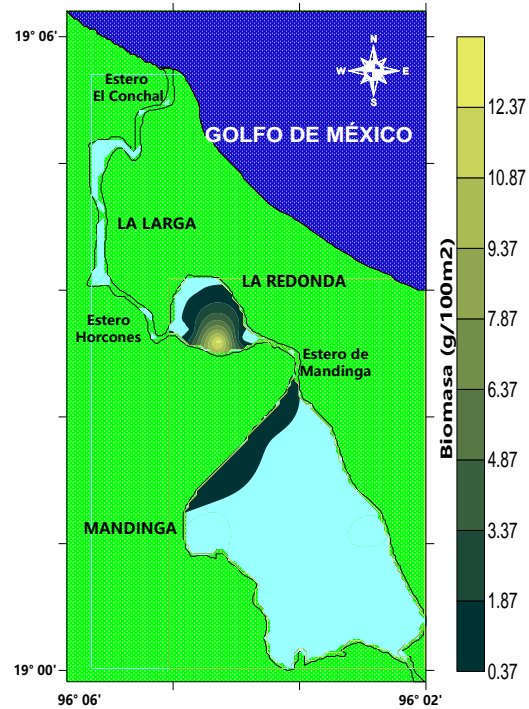 19° 06'
N
W
E
S
Estero
El Conchal
GOLFO DE MÉXICO
LA LARGA
LA REDONDA
Estero
Horcones
Estero de
Mandinga
MANDINGA
19° 00'
96° 06'
96° 02'
Biomasa (g/100m2)
12.37
10.87
9.37
7.87
6.37
4.87
3.37
1.87
0.37